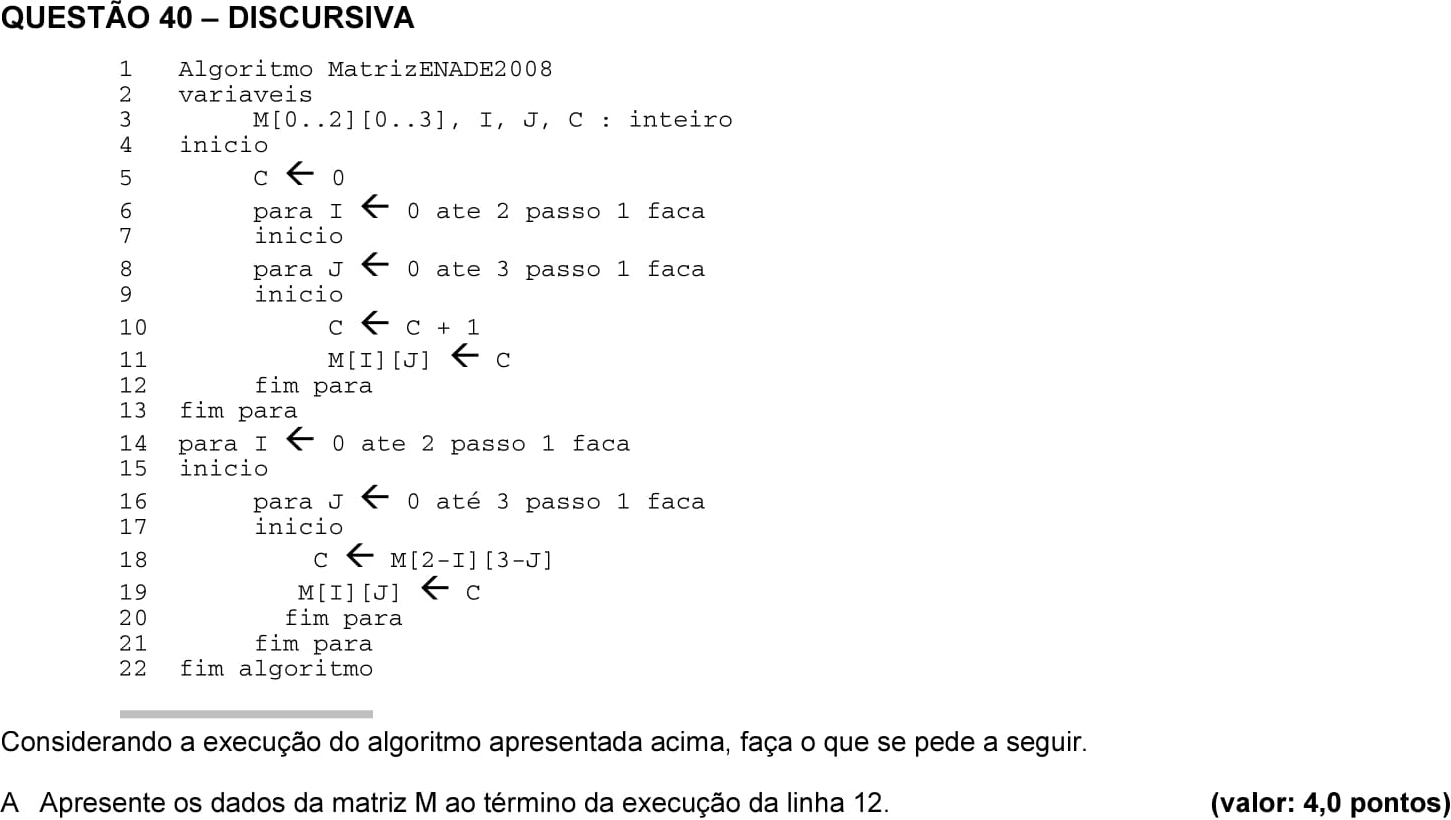 QUESTÃO 40 – DISCURSIVA
1 Algoritmo MatrizENADE2008
2 variaveis
3 M[0..2][0..3], I, J, C : inteiro
4 inicio
5 C ← 0
6 para I ← 0 ate 2 passo 1 faca
7 inicio
8 para J ← 0 ate 3 passo 1 faca
9 inicio
10 C ← C + 1
11 M[I][J] ← C
12 fim para
13 fim para
14 para I ← 0 ate 2 passo 1 faca
15 inicio
16 para J ← 0 até 3 passo 1 faca
17 inicio
18 C ← M[2-I][3-J]
19 M[I][J] ← C
20 fim para
21 fim para
22 fim algoritmo
Considerando a execução do algoritmo apresentada acima, faça o que se pede a seguir.
A Apresente os dados da matriz M ao término da execução da linha 12. (valor: 4,0 pontos)